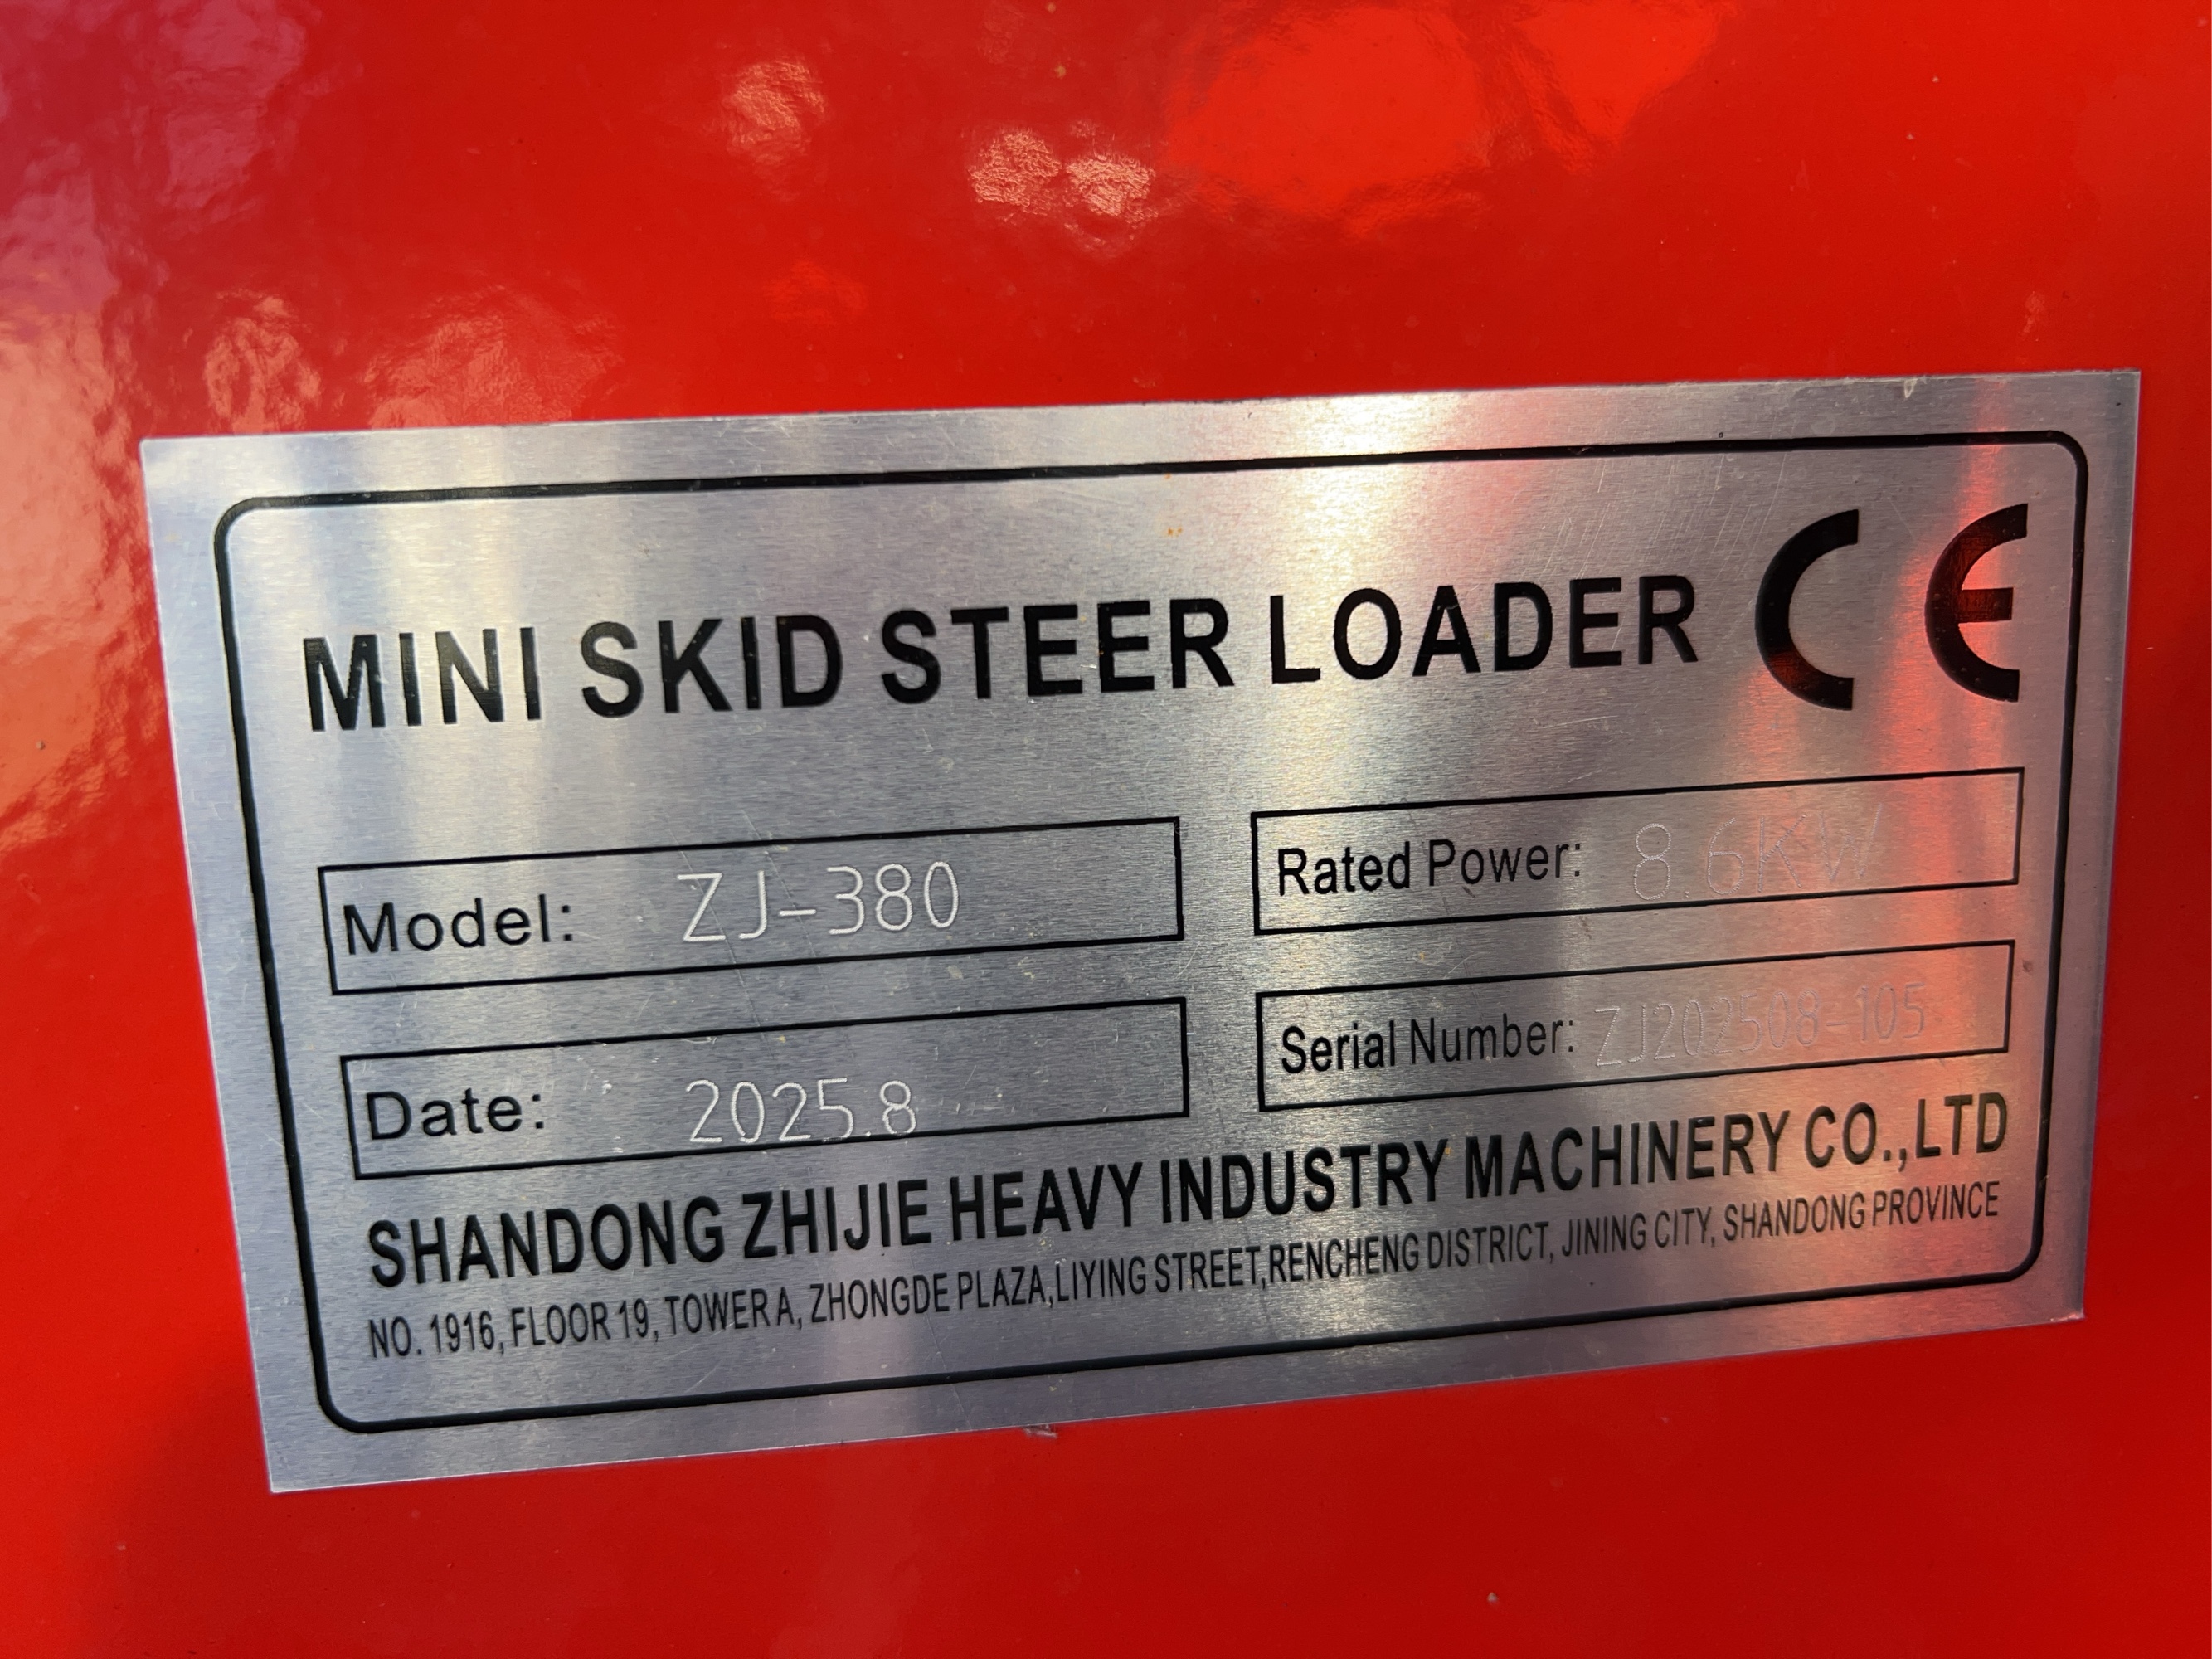 MINI SKID STEER LOADER CE
Model: ZJ-380
Rated Power: 8.6KW
Date: 2025.8
Serial Number: ZJ202508-105
SHANDONG ZHIJIE HEAVY INDUSTRY MACHINERY CO.,LTD
NO. 1916, FLOOR 19, TOWER A, ZHONGDE PLAZA,LIYING STREET,RENCHENG DISTRICT, JINING CITY, SHANDONG PROVINCE